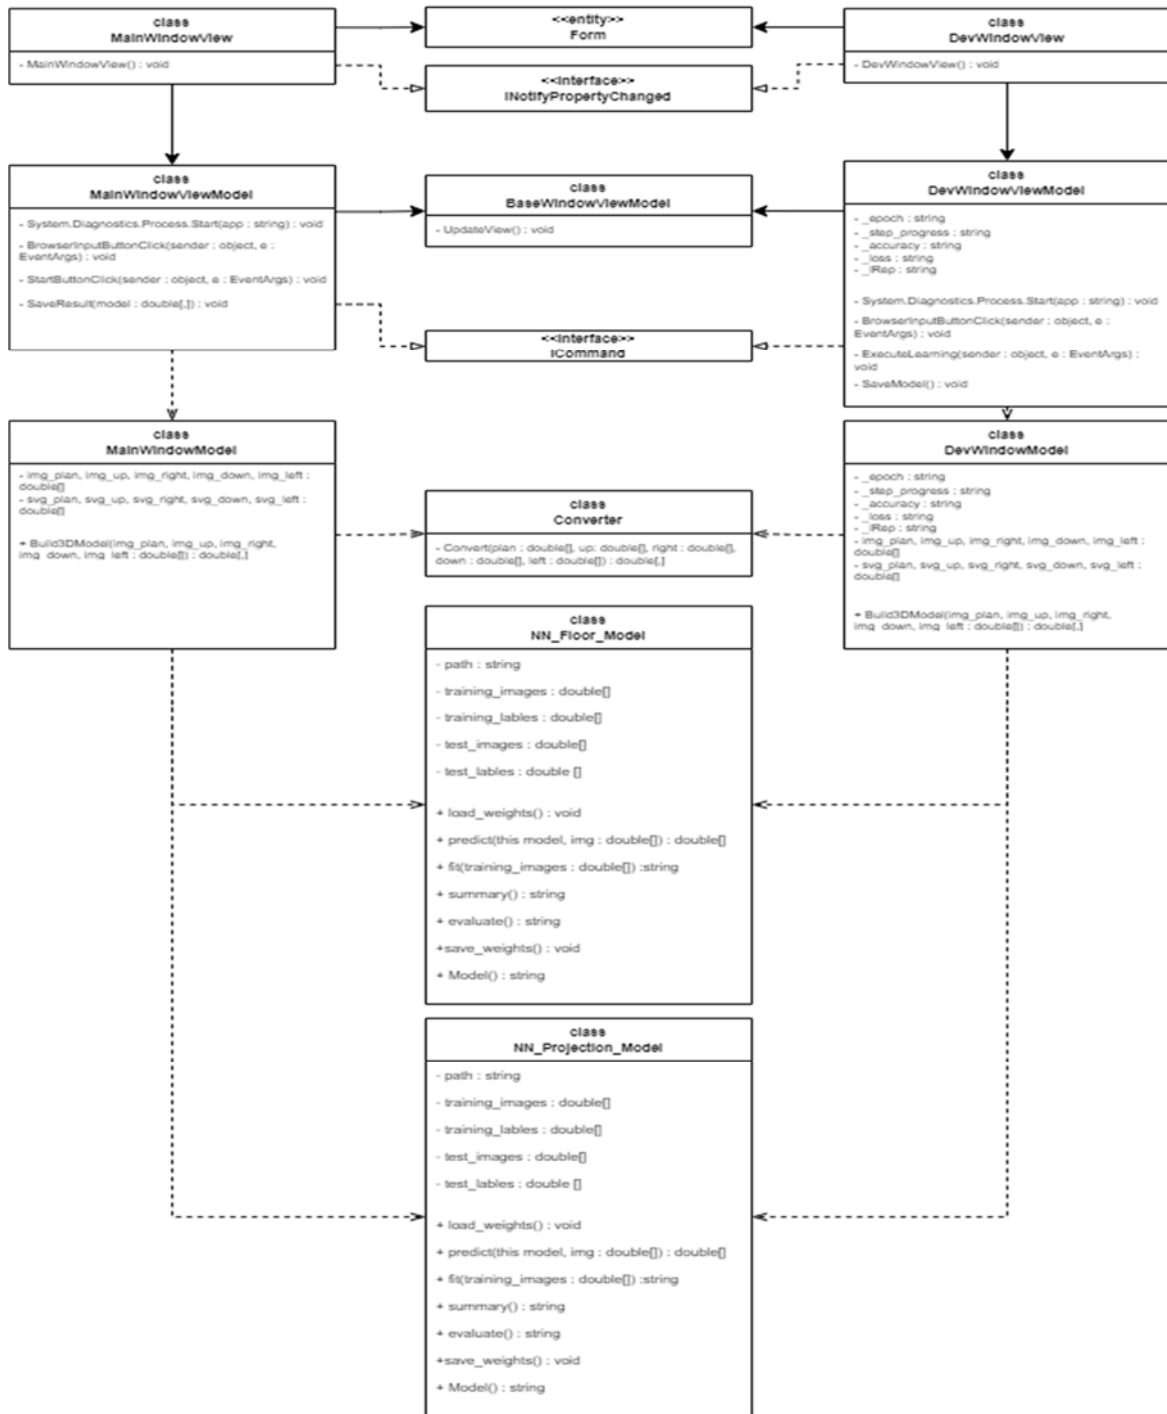 class
MainWindowView
- MainWindowView() : void
<<entity>>
Form
<<Interface>>
INotifyPropertyChanged
class
DevWindowView
- DevWindowView() : void
class
MainWindowViewModel
- System.Diagnostics.Process.Start(app : string) : void
- BrowserInputButtonClick(sender : object, e :
EventArgs) : void
- StartButtonClick(sender : object, e : EventArgs) : void
- SaveResult(model : double[,]) : void
class
BaseWindowViewModel
- UpdateView() : void
<<Interface>>
ICommand
class
DevWindowViewModel
- _epoch : string
- _step_progress : string
- _accuracy : string
- _loss : string
- _lRep : string
- System.Diagnostics.Process.Start(app : string) : void
- BrowserInputButtonClick(sender : object, e :
EventArgs) : void
- ExecuteLearning(sender : object, e : EventArgs) :
void
- SaveModel() : void
class
MainWindowModel
- img_plan, img_up, img_right, img_down, img_left :
double[]
- svg_plan, svg_up, svg_right, svg_down, svg_left :
double[]
+ Build3DModel(img_plan, img_up, img_right,
img_down, img_left : double[]) : double[,]
class
Converter
- Convert(plan : double[], up: double[], right : double[],
down : double[], left : double[]) : double[,]
class
DevWindowModel
- _epoch : string
- _step_progress : string
- _accuracy : string
- _loss : string
- _lRep : string
- img_plan, img_up, img_right, img_down, img_left :
double[]
- svg_plan, svg_up, svg_right, svg_down, svg_left :
double[]
+ Build3DModel(img_plan, img_up, img_right,
img_down, img_left : double[]) : double[,]
class
NN_Floor_Model
- path : string
- training_images : double[]
- training_lables : double[]
- test_images : double[]
- test_lables : double []
+ load_weights() : void
+ predict(this model, img : double[]) : double[]
+ fit(training_images : double[]) :string
+ summary() : string
+ evaluate() : string
+save_weights() : void
+ Model() : string
class
NN_Projection_Model
- path : string
- training_images : double[]
- training_lables : double[]
- test_images : double[]
- test_lables : double []
+ load_weights() : void
+ predict(this model, img : double[]) : double[]
+ fit(training_images : double[]) :string
+ summary() : string
+ evaluate() : string
+save_weights() : void
+ Model() : string